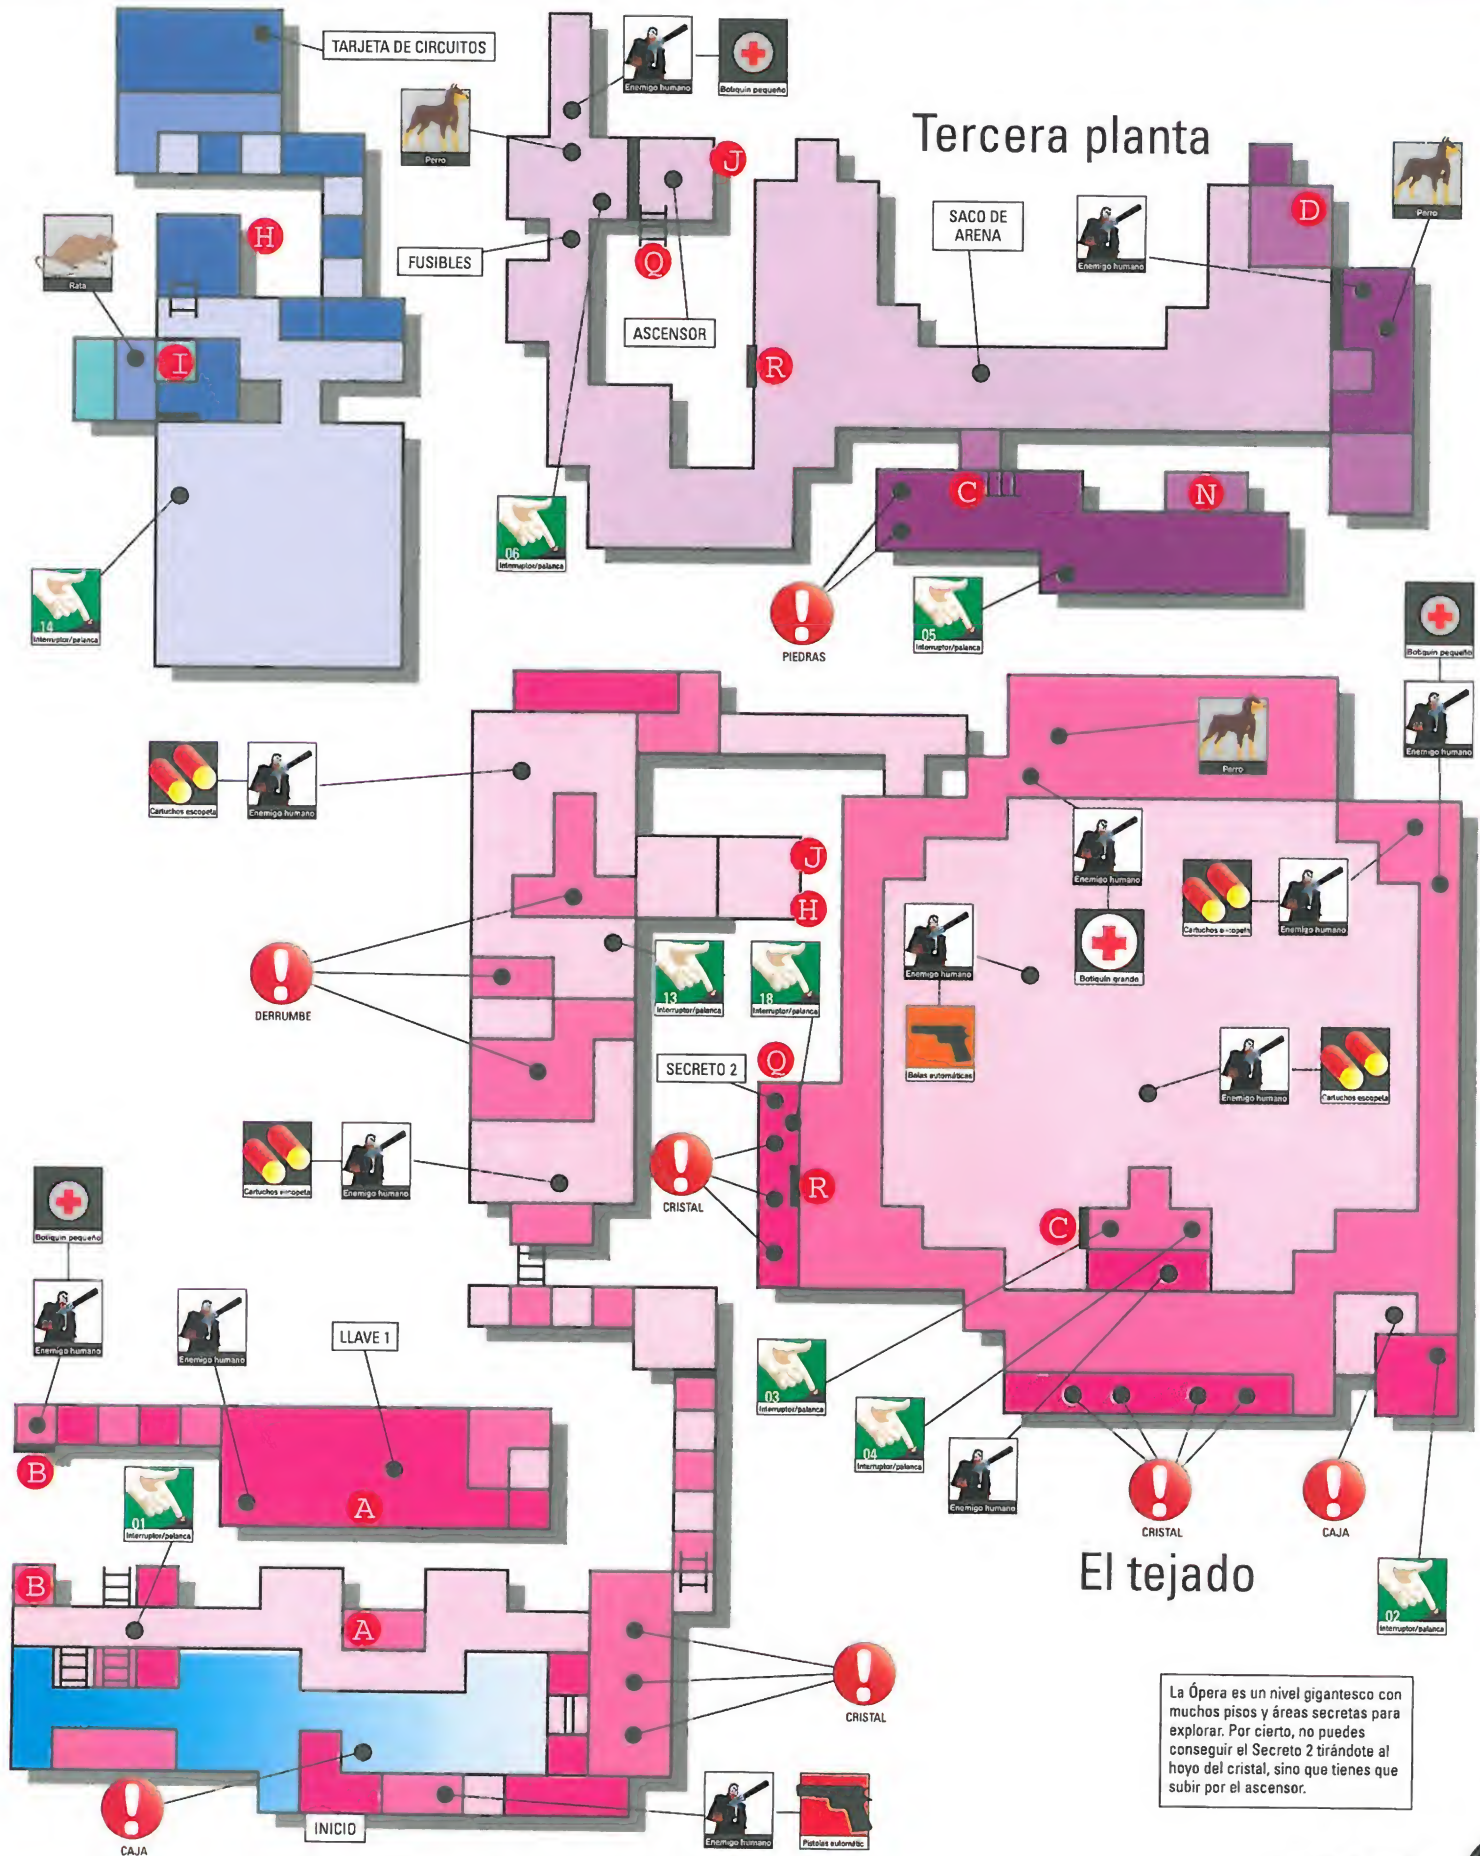 TARJETA DE CIRCUITOS
Enemigo humano
Botiquín pequeño
Perro
Tercera planta
Perro
J
D
SACO DE
ARENA
Enemigo humano
H
FUSIBLES
Q
Rata
ASCENSOR
I
R
C
N
06
Interruptor/palanca
14
Interruptor/palanca
PIEDRAS
05
Interruptor/palanca
Botiquín pequeño
Enemigo humano
Perro
Cartuchos escopeta
Enemigo humano
J
H
Enemigo humano
Cartuchos escopeta
Enemigo humano
Enemigo humano
Botiquín grande
DERRUMBE
13
Interruptor/palanca
18
Interruptor/palanca
Balas automáticas
SECRETO 2
Q
Enemigo humano
Cartuchos escopeta
Cartuchos escopeta
Enemigo humano
CRISTAL
R
Botiquín pequeño
C
Enemigo humano
Enemigo humano
LLAVE 1
03
Interruptor/palanca
04
Interruptor/palanca
Enemigo humano
B
A
CRISTAL
CAJA
01
Interruptor/palanca
El tejado
02
Interruptor/palanca
B
A
CRISTAL
La Ópera es un nivel gigantesco con
muchos pisos y áreas secretas para
explorar. Por cierto, no puedes
conseguir el Secreto 2 tirándote al
hoyo del cristal, sino que tienes que
subir por el ascensor.
CAJA
INICIO
Enemigo humano
Pistolas automátic